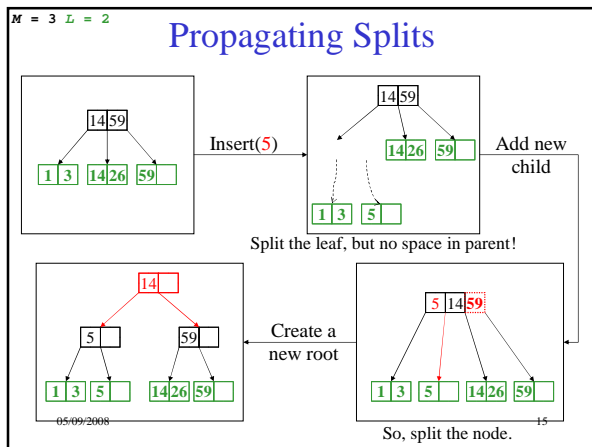 M = 3 L = 2
Propagating Splits
14 59
1 3 14 26 59
Insert(5)
14 59
14 26 59
1 3 5
Split the leaf, but no space in parent!
Add new
child
5 14 59
1 3 5 14 26 59
So, split the node.
Create a
new root
14
5 59
1 3 5 14 26 59
05/09/2008
15